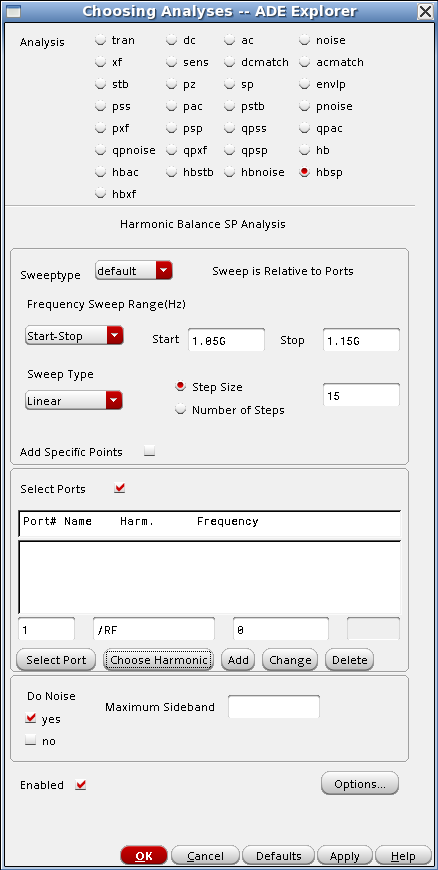 Choosing Analyses -- ADE Explorer
Analysis tran dc ac noise
xf sens dcmatch acmatch
stb pz sp envlp
pss pac pstb pnoise
pxf psp qpss qpac
qpnoise qpxf qpsp hb
hbac hbstb hbnoise hbsp
hbxf
Harmonic Balance SP Analysis
Sweeptype default Sweep is Relative to Ports
Frequency Sweep Range(Hz)
Start-Stop Start 1.05G Stop 1.15G
Sweep Type
Linear Step Size 15
Number of Steps
Add Specific Points
Select Ports
Port# Name Harm. Frequency
1 /RF 0
Select Port Choose Harmonic Add Change Delete
Do Noise
Maximum Sideband
yes
no
Enabled Options...
OK Cancel Defaults Apply Help